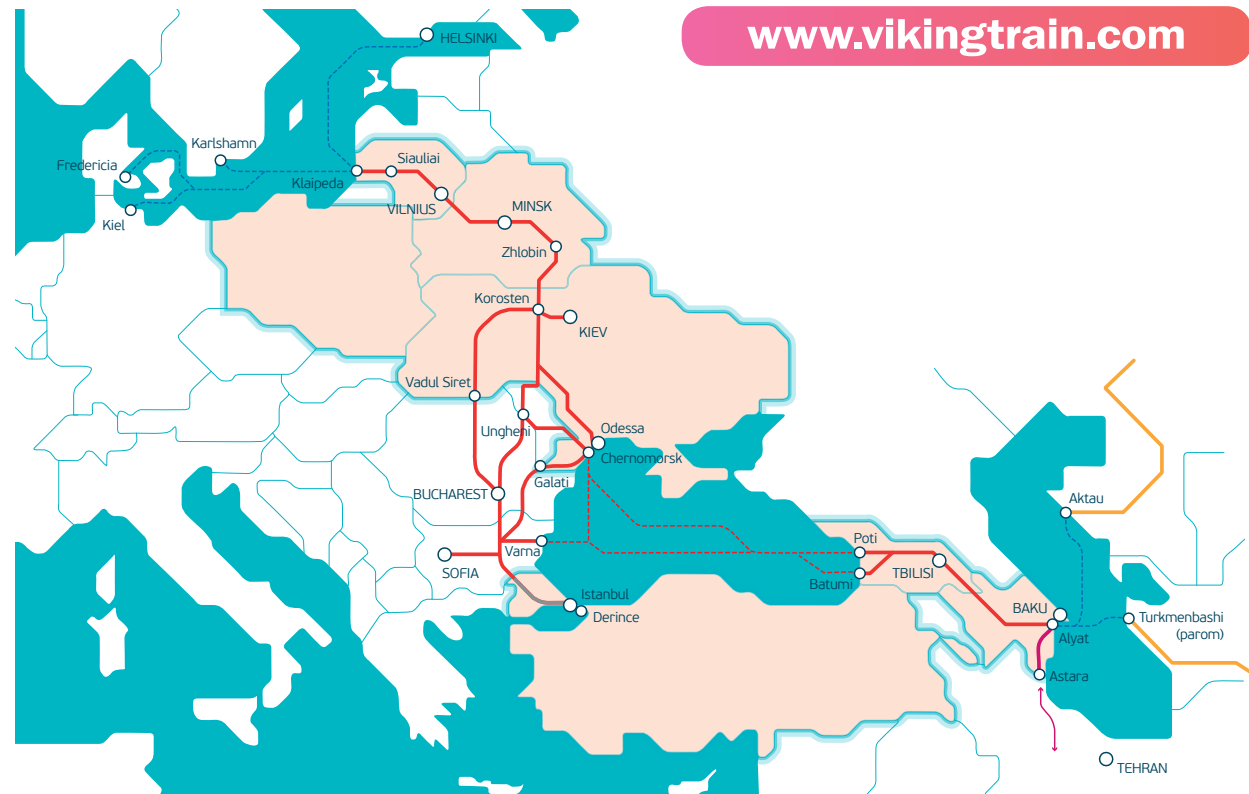 www.vikingtrain.com
HELSINKI
Karlshamn
Siauliai
Fredericia
Klaipeda
VILNIUS
MINSK
Kiel
Zhlobin
Korosten
KIEV
Vadul Siret
Ungheni
Odessa
Chernomorsk
Galati
BUCHAREST
Aktau
Varna
Poti
SOFIA
TBILISI
Batumi
Istanbul
Derince
BAKU
Turkmenbashi
(parom)
Alyat
Astara
TEHRAN